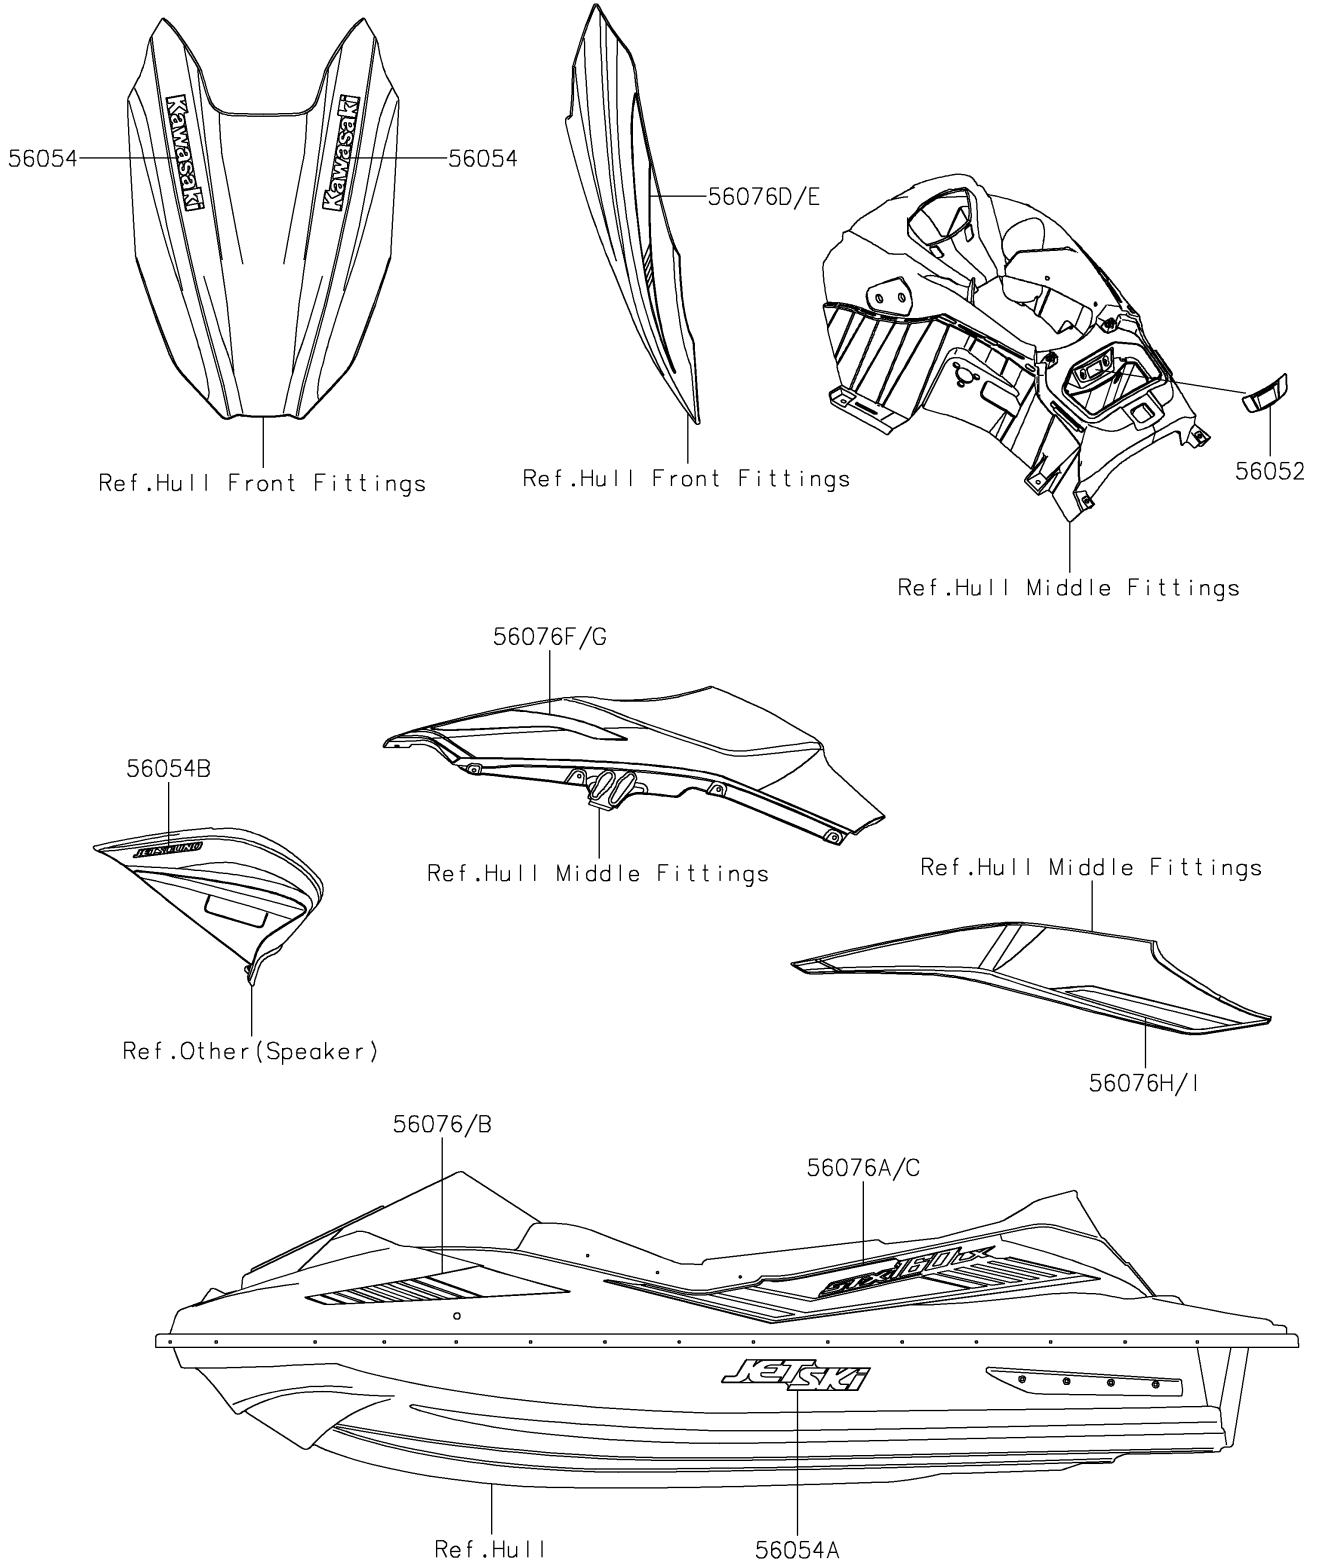 Kawasaki
Kawasaki
56054
56054
56076D/E
Ref.Hull Front Fittings
Ref.Hull Front Fittings
56052
Ref.Hull Middle Fittings
56076F/G
56054B
JETSOUND
Ref.Hull Middle Fittings
Ref.Hull Middle Fittings
Ref.Other(Speaker)
56076H/I
56076/B
56076A/C
STX160LX
JETSKI
Ref.Hull
56054A